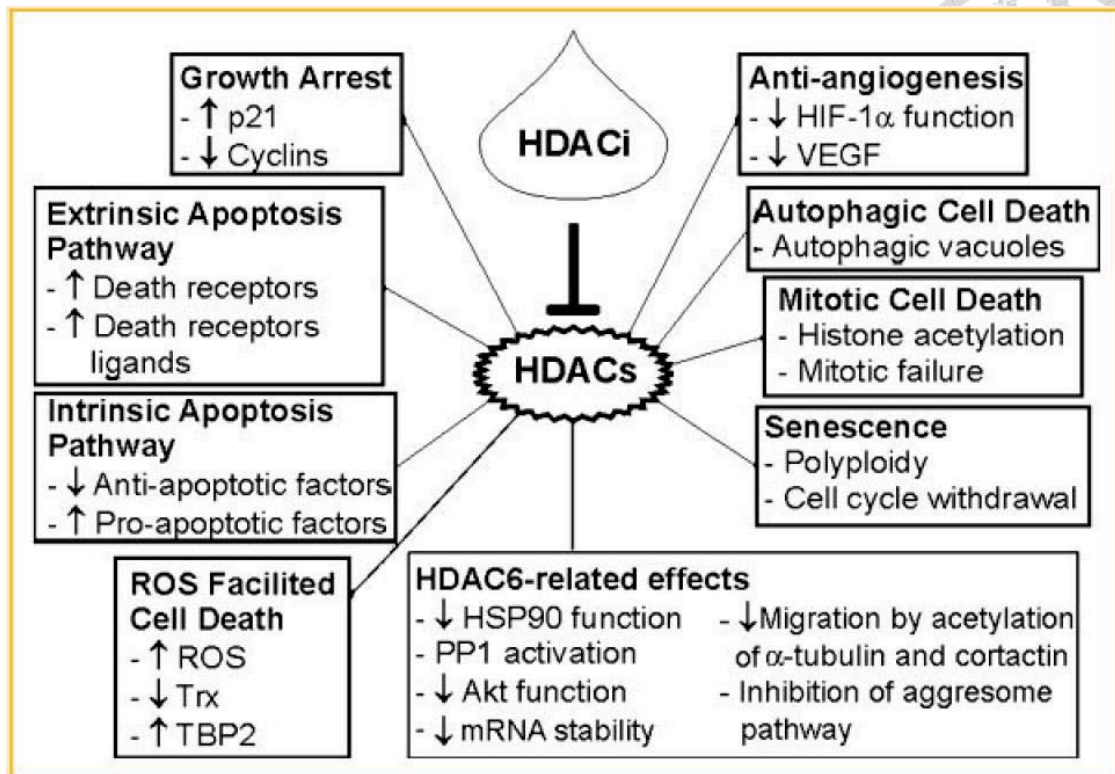 Growth Arrest
- ↑ p21
- ↓ Cyclins
Extrinsic Apoptosis
Pathway
- ↑ Death receptors
- ↑ Death receptors
ligands
Intrinsic Apoptosis
Pathway
- ↓ Anti-apoptotic factors
- ↑ Pro-apoptotic factors
ROS Facilited
Cell Death
- ↑ ROS
- ↓ Trx
- ↑ TBP2
HDACi
HDACs
Anti-angiogenesis
- ↓ HIF-1α function
- ↓ VEGF
Autophagic Cell Death
- Autophagic vacuoles
Mitotic Cell Death
- Histone acetylation
- Mitotic failure
Senescence
- Polyploidy
- Cell cycle withdrawal
HDAC6-related effects
- ↓ HSP90 function
- PP1 activation
- ↓ Akt function
- ↓ mRNA stability
- ↓Migration by acetylation
of α-tubulin and cortactin
- Inhibition of aggresome
pathway